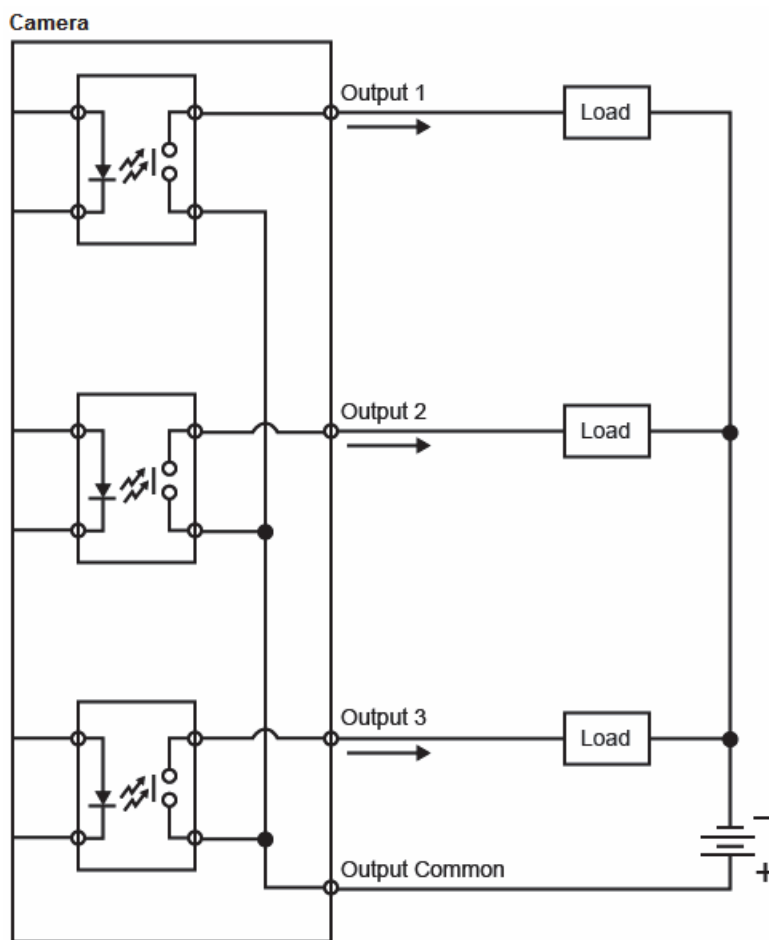 Camera
Output 1
Load
Output 2
Load
Output 3
Load
−
Output Common
+